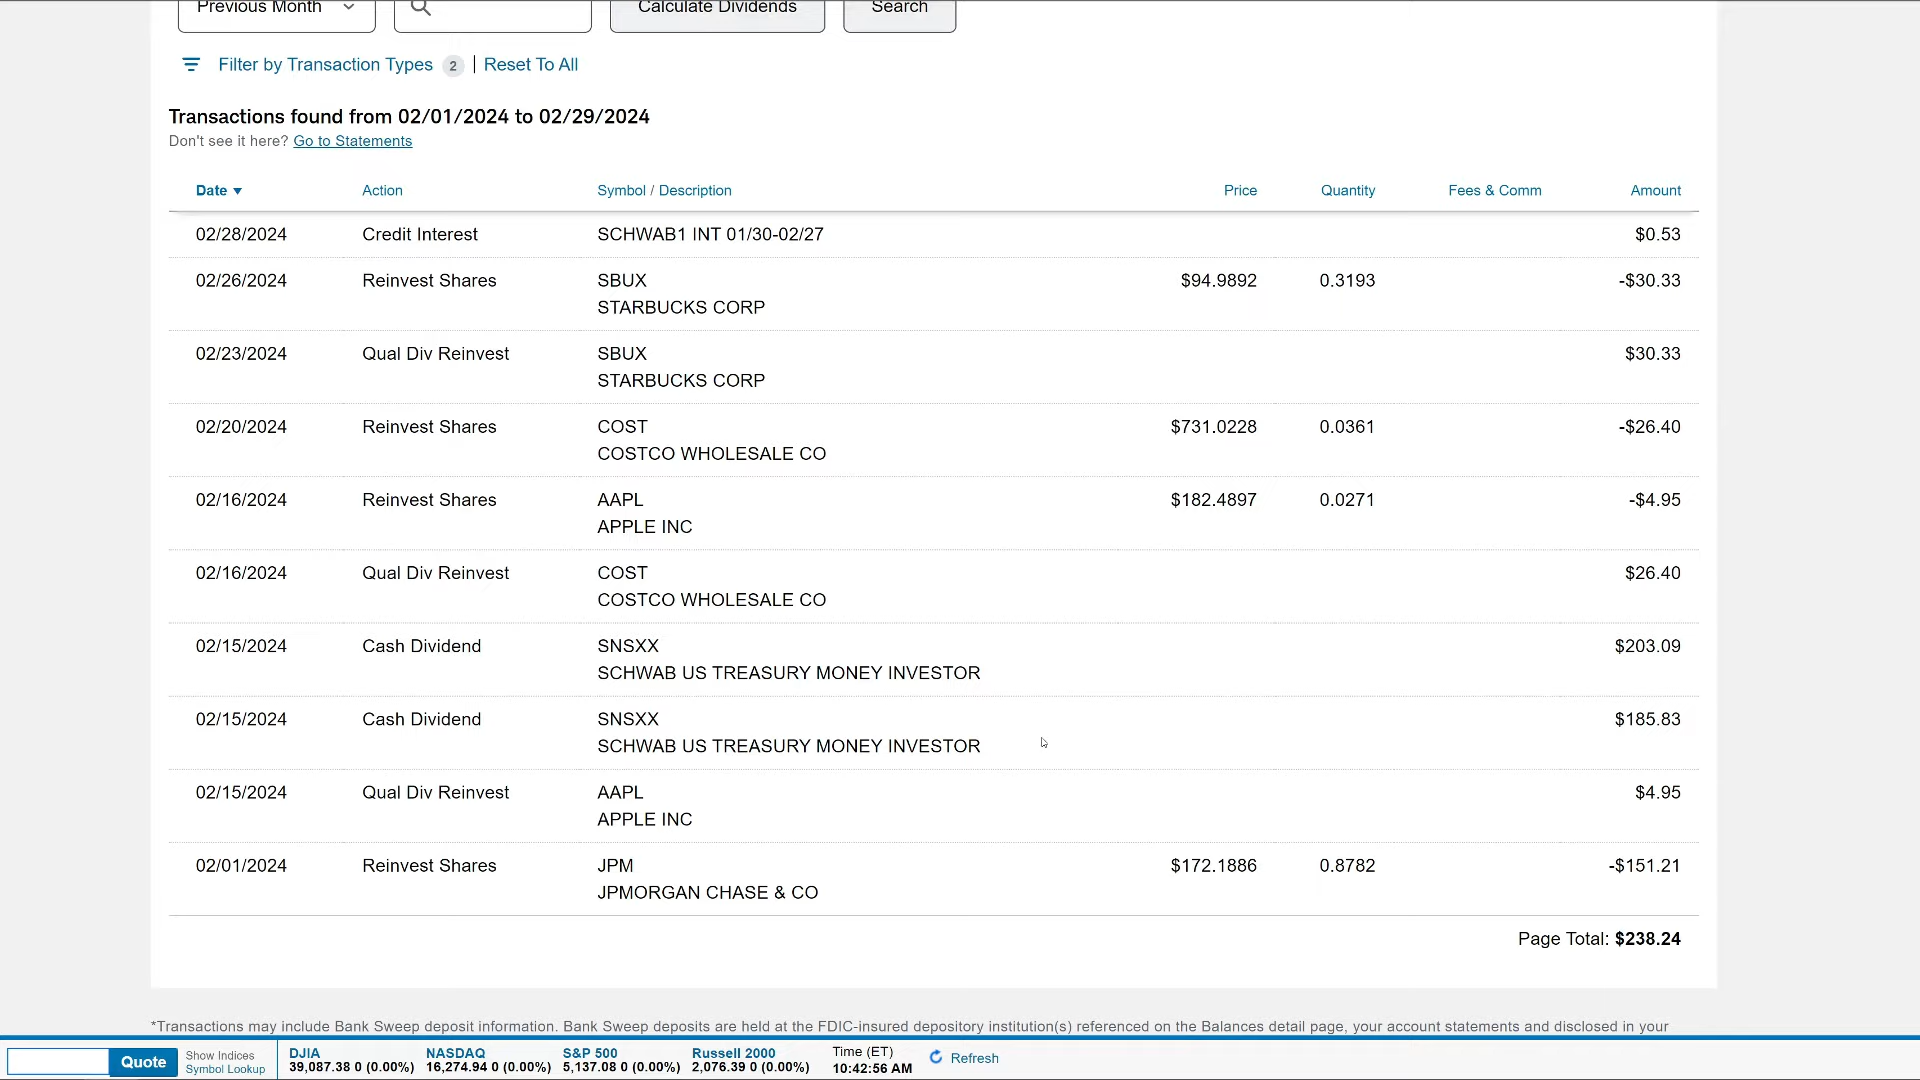 Previous Month
Calculate Dividends
Search
Filter by Transaction Types 2 | Reset To All
Transactions found from 02/01/2024 to 02/29/2024
Don't see it here? Go to Statements
Date Action Symbol / Description Price Quantity Fees & Comm Amount
02/28/2024 Credit Interest SCHWAB1 INT 01/30-02/27 $0.53
02/26/2024 Reinvest Shares SBUX $94.9892 0.3193 -$30.33
STARBUCKS CORP
02/23/2024 Qual Div Reinvest SBUX $30.33
STARBUCKS CORP
02/20/2024 Reinvest Shares COST $731.0228 0.0361 -$26.40
COSTCO WHOLESALE CO
02/16/2024 Reinvest Shares AAPL $182.4897 0.0271 -$4.95
APPLE INC
02/16/2024 Qual Div Reinvest COST $26.40
COSTCO WHOLESALE CO
02/15/2024 Cash Dividend SNSXX $203.09
SCHWAB US TREASURY MONEY INVESTOR
02/15/2024 Cash Dividend SNSXX $185.83
SCHWAB US TREASURY MONEY INVESTOR
02/15/2024 Qual Div Reinvest AAPL $4.95
APPLE INC
02/01/2024 Reinvest Shares JPM $172.1886 0.8782 -$151.21
JPMORGAN CHASE & CO
Page Total: $238.24
*Transactions may include Bank Sweep deposit information. Bank Sweep deposits are held at the FDIC-insured depository institution(s) referenced on the Balances detail page, your account statements and disclosed in your
Quote
Show Indices
Symbol Lookup
DJIA
39,087.38 0 (0.00%)
NASDAQ
16,274.94 0 (0.00%)
S&P 500
5,137.08 0 (0.00%)
Russell 2000
2,076.39 0 (0.00%)
Time (ET)
10:42:56 AM
Refresh